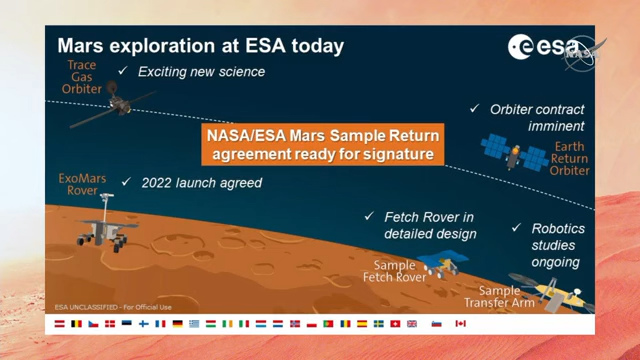 Mars exploration at ESA today
esa
NASA
Trace
Gas
Orbiter
✓ Exciting new science
✓ Orbiter contract
imminent
NASA/ESA Mars Sample Return
agreement ready for signature
Earth
Return
Orbiter
ExoMars
Rover
✓ 2022 launch agreed
✓ Fetch Rover in
detailed design
✓ Robotics
studies
ongoing
Sample
Fetch Rover
Sample
Transfer Arm
ESA UNCLASSIFIED - For Official Use